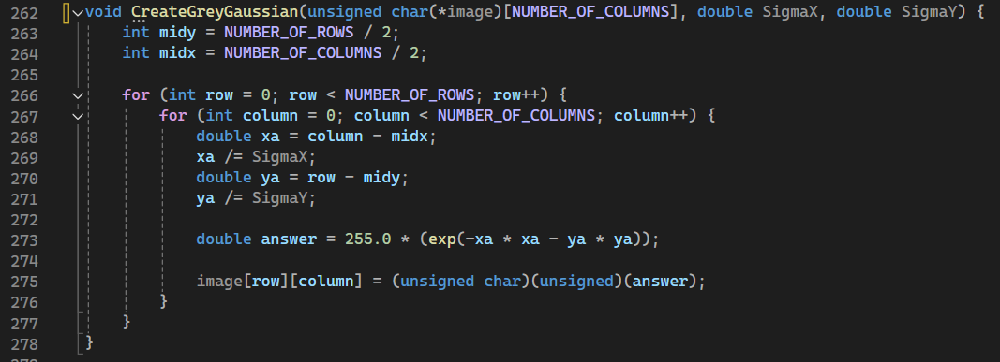 262 void CreateGreyGaussian(unsigned char(*image)[NUMBER_OF_COLUMNS], double SigmaX, double SigmaY) {
263     int midy = NUMBER_OF_ROWS / 2;
264     int midx = NUMBER_OF_COLUMNS / 2;
265
266     for (int row = 0; row < NUMBER_OF_ROWS; row++) {
267         for (int column = 0; column < NUMBER_OF_COLUMNS; column++) {
268             double xa = column - midx;
269             xa /= SigmaX;
270             double ya = row - midy;
271             ya /= SigmaY;
272
273             double answer = 255.0 * (exp(-xa * xa - ya * ya));
274
275             image[row][column] = (unsigned char)(unsigned)(answer);
276         }
277     }
278 }